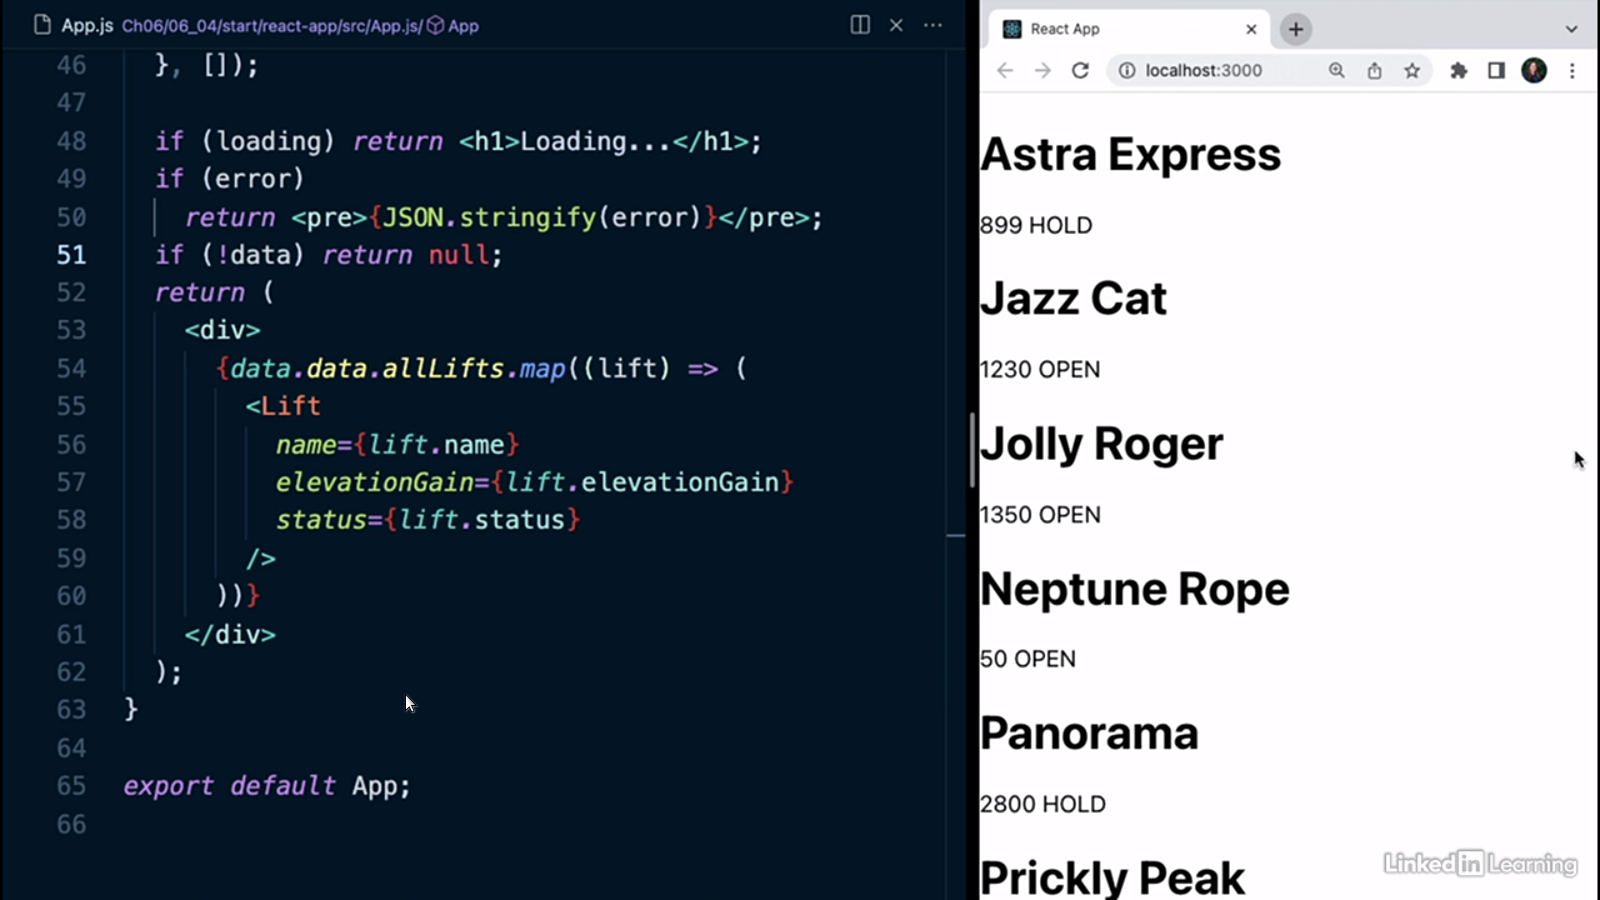 App.js Ch06/06_04/start/react-app/src/App.js/ App
46 }, []);
47
48 if (loading) return <h1>Loading...</h1>;
49 if (error)
50 return <pre>{JSON.stringify(error)}</pre>;
51 if (!data) return null;
52 return (
53 <div>
54 {data.data.allLifts.map((lift) => (
55 <Lift
56 name={lift.name}
57 elevationGain={lift.elevationGain}
58 status={lift.status}
59 />
60 ))}
61 </div>
62 );
63 }
64
65 export default App;
66
React App
localhost:3000
Astra Express
899 HOLD
Jazz Cat
1230 OPEN
Jolly Roger
1350 OPEN
Neptune Rope
50 OPEN
Panorama
2800 HOLD
Prickly Peak
LinkedIn Learning